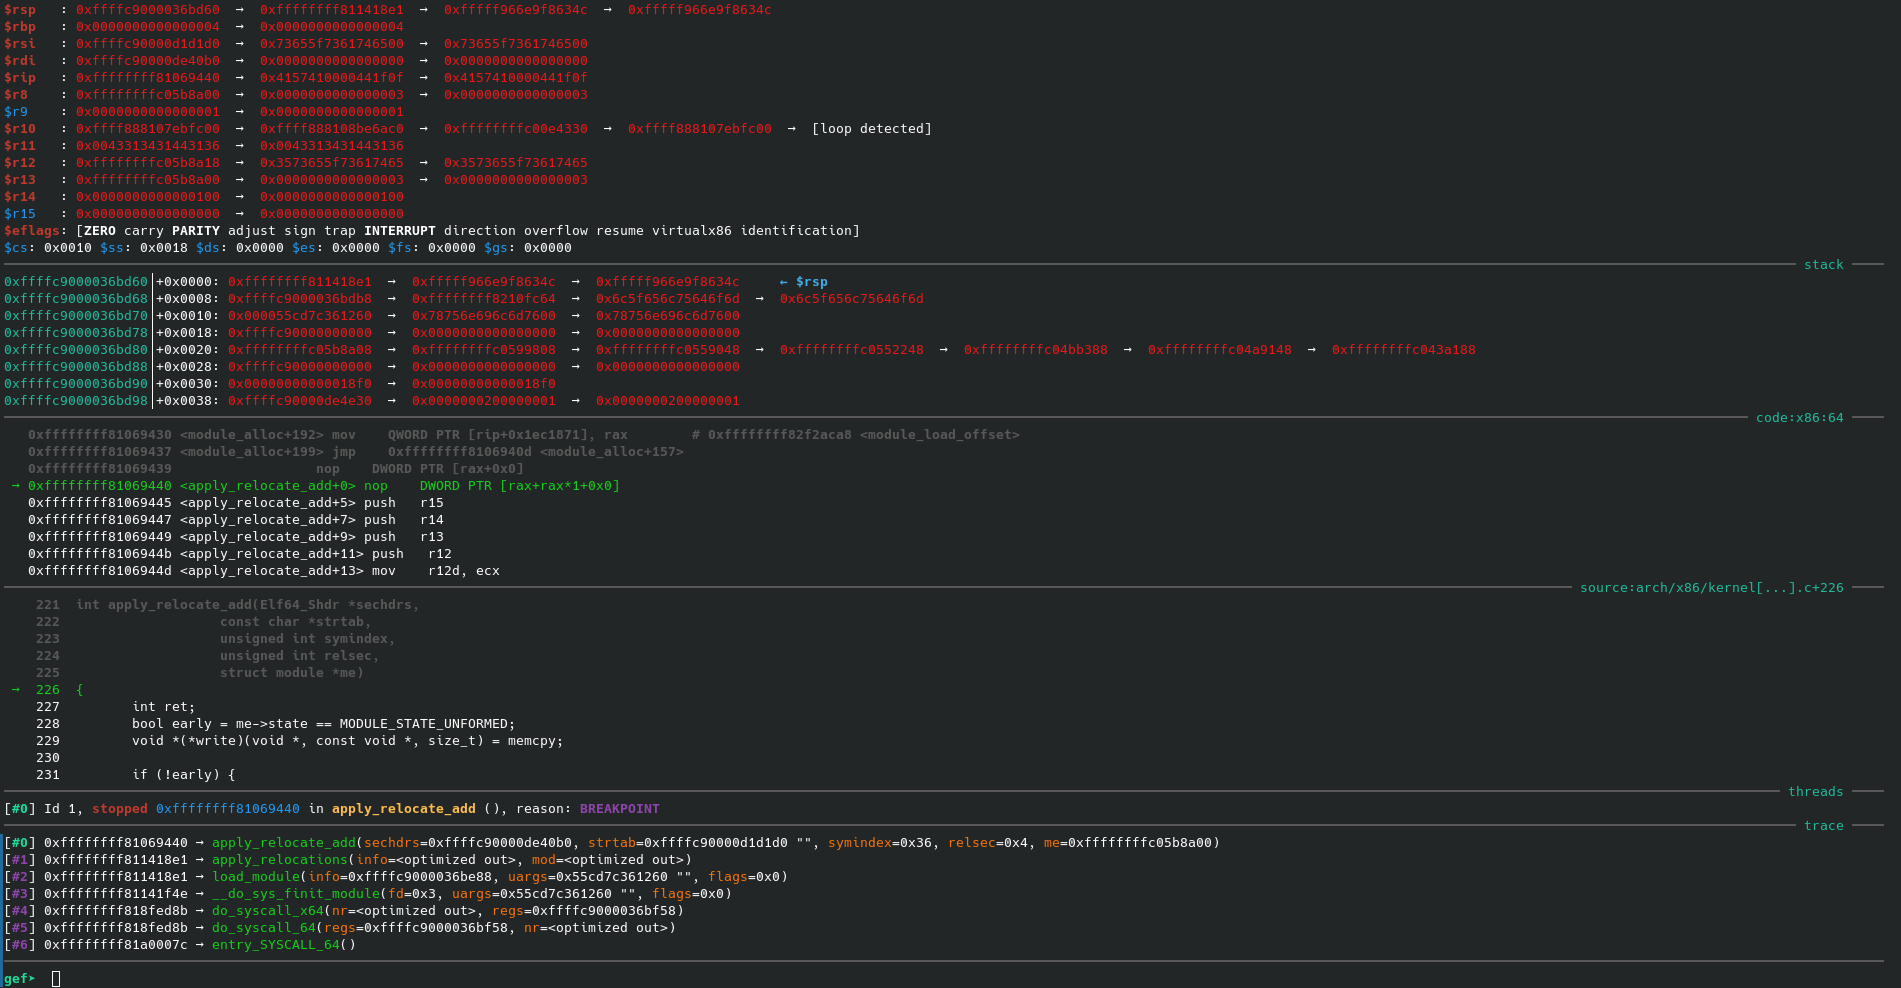 $rsp   : 0xffffc9000036bd60  →  0xffffffff811418e1  →  0xfffff966e9f8634c  →  0xfffff966e9f8634c
$rbp   : 0x0000000000000004  →  0x0000000000000004
$rsi   : 0xffffc90000d1d1d0  →  0x73655f7361746500  →  0x73655f7361746500
$rdi   : 0xffffc90000de40b0  →  0x0000000000000000  →  0x0000000000000000
$rip   : 0xffffffff81069440  →  0x4157410000441f0f  →  0x4157410000441f0f
$r8    : 0xffffffffc05b8a00  →  0x0000000000000003  →  0x0000000000000003
$r9    : 0x0000000000000001  →  0x0000000000000001
$r10   : 0xffff888107ebfc00  →  0xffff888108be6ac0  →  0xffffffffc00e4330  →  0xffff888107ebfc00  →  [loop detected]
$r11   : 0x0043313431443136  →  0x0043313431443136
$r12   : 0xffffffffc05b8a18  →  0x3573655f73617465  →  0x3573655f73617465
$r13   : 0xffffffffc05b8a00  →  0x0000000000000003  →  0x0000000000000003
$r14   : 0x0000000000000100  →  0x0000000000000100
$r15   : 0x0000000000000000  →  0x0000000000000000
$eflags: [ZERO carry PARITY adjust sign trap INTERRUPT direction overflow resume virtualx86 identification]
$cs: 0x0010 $ss: 0x0018 $ds: 0x0000 $es: 0x0000 $fs: 0x0000 $gs: 0x0000
stack
0xffffc9000036bd60│+0x0000: 0xffffffff811418e1  →  0xfffff966e9f8634c  →  0xfffff966e9f8634c     ← $rsp
0xffffc9000036bd68│+0x0008: 0xffffc9000036bdb8  →  0xffffffff8210fc64  →  0x6c5f656c75646f6d  →  0x6c5f656c75646f6d
0xffffc9000036bd70│+0x0010: 0x000055cd7c361260  →  0x78756e696c6d7600  →  0x78756e696c6d7600
0xffffc9000036bd78│+0x0018: 0xffffc90000000000  →  0x0000000000000000  →  0x0000000000000000
0xffffc9000036bd80│+0x0020: 0xffffffffc05b8a08  →  0xffffffffc0599808  →  0xffffffffc0559048  →  0xffffffffc0552248  →  0xffffffffc04bb388  →  0xffffffffc04a9148  →  0xffffffffc043a188
0xffffc9000036bd88│+0x0028: 0xffffc90000000000  →  0x0000000000000000  →  0x0000000000000000
0xffffc9000036bd90│+0x0030: 0x00000000000018f0  →  0x00000000000018f0
0xffffc9000036bd98│+0x0038: 0xffffc90000de4e30  →  0x0000000200000001  →  0x0000000200000001
code:x86:64
0xffffffff81069430 <module_alloc+192> mov    QWORD PTR [rip+0x1ec1871], rax        # 0xffffffff82f2aca8 <module_load_offset>
0xffffffff81069437 <module_alloc+199> jmp    0xffffffff8106940d <module_alloc+157>
0xffffffff81069439                  nop    DWORD PTR [rax+0x0]
→ 0xffffffff81069440 <apply_relocate_add+0> nop    DWORD PTR [rax+rax*1+0x0]
0xffffffff81069445 <apply_relocate_add+5> push   r15
0xffffffff81069447 <apply_relocate_add+7> push   r14
0xffffffff81069449 <apply_relocate_add+9> push   r13
0xffffffff8106944b <apply_relocate_add+11> push   r12
0xffffffff8106944d <apply_relocate_add+13> mov    r12d, ecx
source:arch/x86/kernel[...].c+226
221  int apply_relocate_add(Elf64_Shdr *sechdrs,
222                    const char *strtab,
223                    unsigned int symindex,
224                    unsigned int relsec,
225                    struct module *me)
→  226  {
227         int ret;
228         bool early = me->state == MODULE_STATE_UNFORMED;
229         void *(*write)(void *, const void *, size_t) = memcpy;
230
231         if (!early) {
threads
[#0] Id 1, stopped 0xffffffff81069440 in apply_relocate_add (), reason: BREAKPOINT
trace
[#0] 0xffffffff81069440 → apply_relocate_add(sechdrs=0xffffc90000de40b0, strtab=0xffffc90000d1d1d0 "", symindex=0x36, relsec=0x4, me=0xffffffffc05b8a00)
[#1] 0xffffffff811418e1 → apply_relocations(info=<optimized out>, mod=<optimized out>)
[#2] 0xffffffff811418e1 → load_module(info=0xffffc9000036be88, uargs=0x55cd7c361260 "", flags=0x0)
[#3] 0xffffffff81141f4e → __do_sys_finit_module(fd=0x3, uargs=0x55cd7c361260 "", flags=0x0)
[#4] 0xffffffff818fed8b → do_syscall_x64(nr=<optimized out>, regs=0xffffc9000036bf58)
[#5] 0xffffffff818fed8b → do_syscall_64(regs=0xffffc9000036bf58, nr=<optimized out>)
[#6] 0xffffffff81a0007c → entry_SYSCALL_64()
gef➤